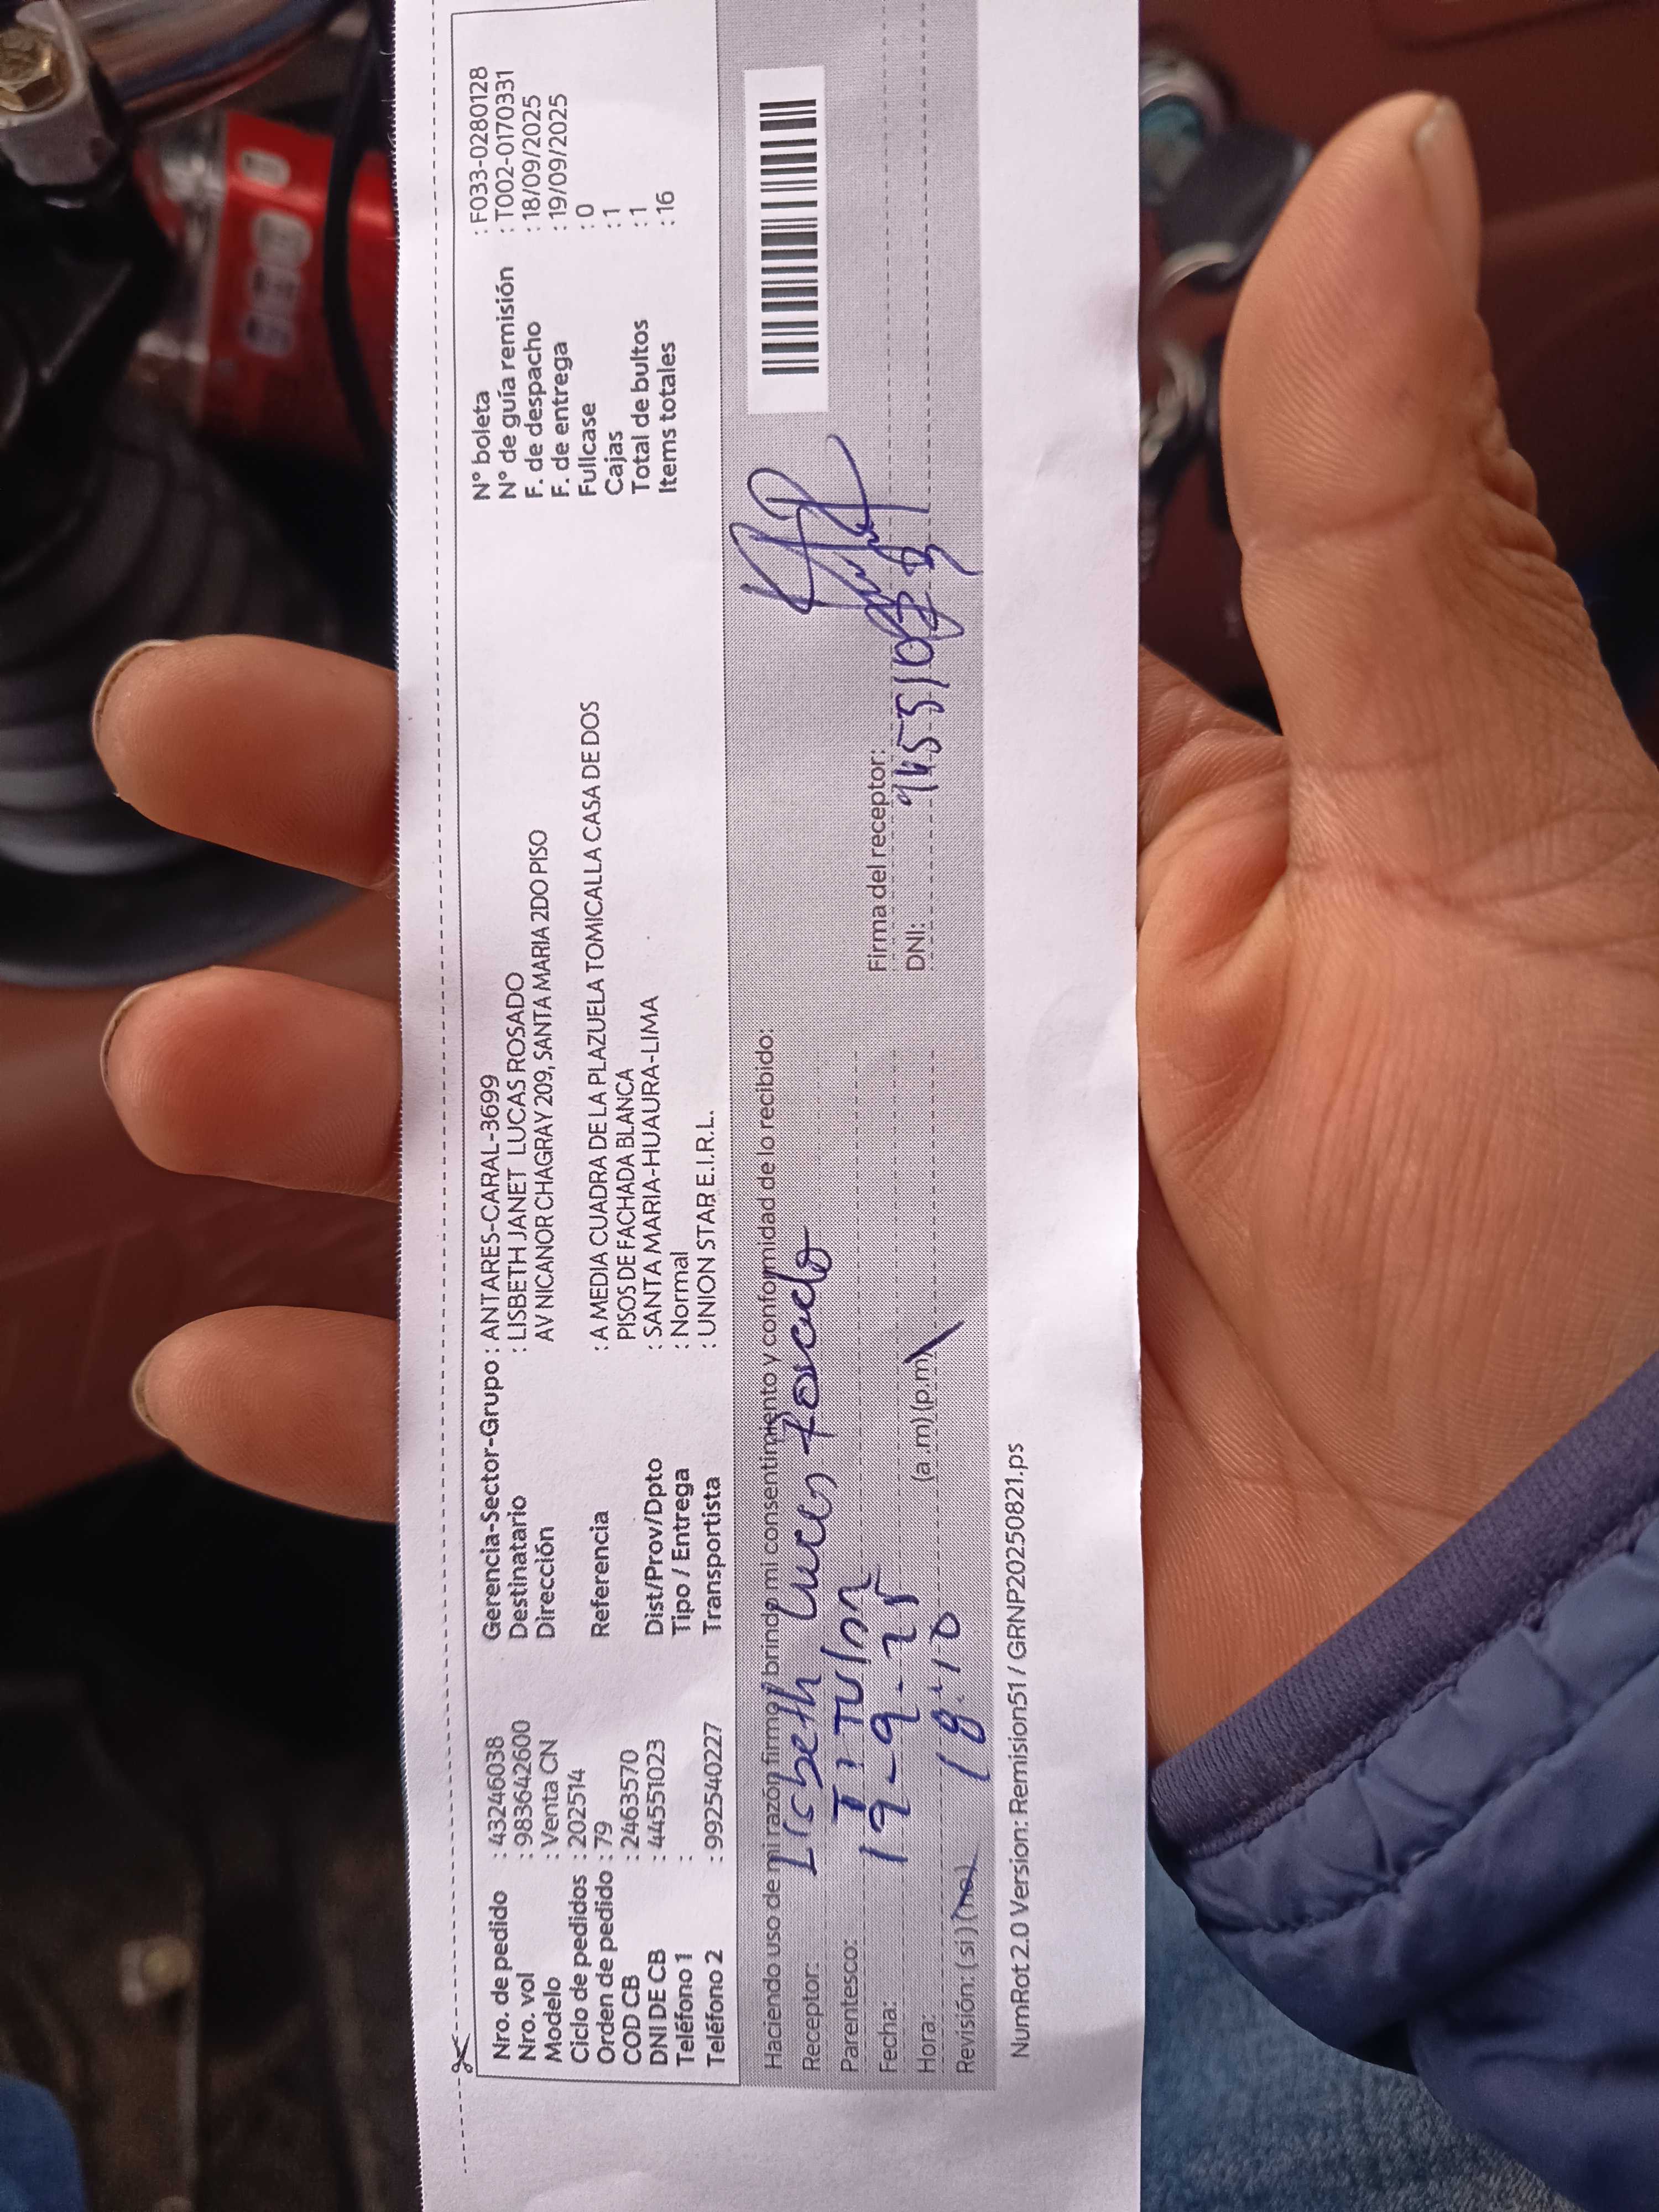 Nro. de pedido : 43246038 Gerencia-Sector-Grupo : ANTARES-CARAL-3699 N° boleta : F033-0280128
Nro. vol : 983642600 Destinatario : LISBETH JANET LUCAS ROSADO N° de guía remisión : T002-0170331
Modelo : Venta CN Dirección AV NICANOR CHAGRAY 209, SANTA MARIA 2DO PISO F. de despacho : 18/09/2025
Ciclo de pedidos : 202514 F. de entrega : 19/09/2025
Orden de pedido : 79 Referencia : A MEDIA CUADRA DE LA PLAZUELA TOMICALLA CASA DE DOS Fullcase : 0
COD CB : 24635570 PISOS DE FACHADA BLANCA Cajas : 1
DNI DE CB : 44551023 Dist/Prov/Dpto : SANTA MARIA-HUAURA-LIMA Total de bultos : 1
Teléfono 1 : Tipo / Entrega : Normal Items totales : 16
Teléfono 2 : 992540227 Transportista : UNION STAR E.I.R.L.
Haciendo uso de mi razón firmo y brindo mi consentimiento y conformidad de lo recibido:
Receptor: Lisbeth Lucas Rosado
Parentesco: TITULAR
Fecha: 19-9-25 Firma del receptor:
Hora: 18:10 (a.m) (p.m) DNI:
Revisión: (si) (no)
NumRot 2.0 Version: Remision51 / GRNP20250821.ps